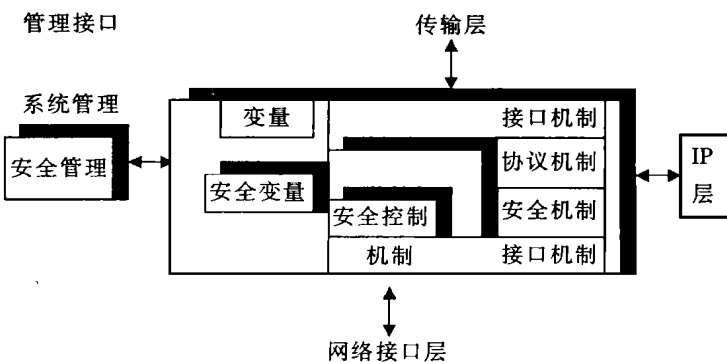 管理接口
传输层
系统管理
变量
接口机制
安全管理
协议机制
IP
层
安全变量
安全控制
安全机制
机制
接口机制
网络接口层